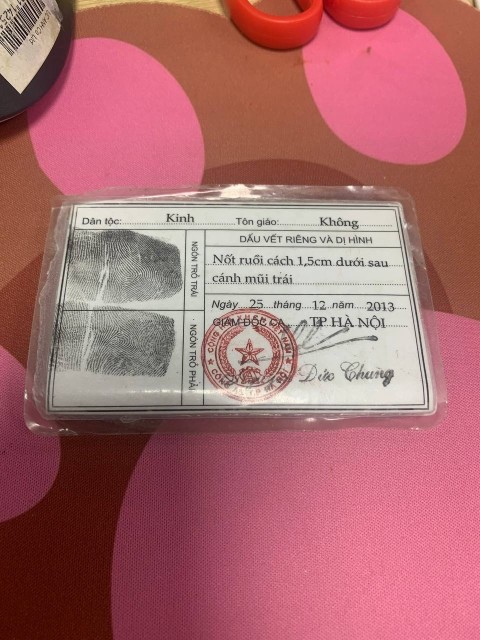 Dân tộc: Kinh Tôn giáo: Không
NGÓN TRỎ TRÁI
NGÓN TRỎ PHẢI
DẤU VẾT RIÊNG VÀ DỊ HÌNH
Nốt ruồi cách 1,5cm dưới sau
cánh mũi trái
Ngày 25 tháng 12 năm 2013
GIÁM ĐỐC CA TP HÀ NỘI
Đức Chung